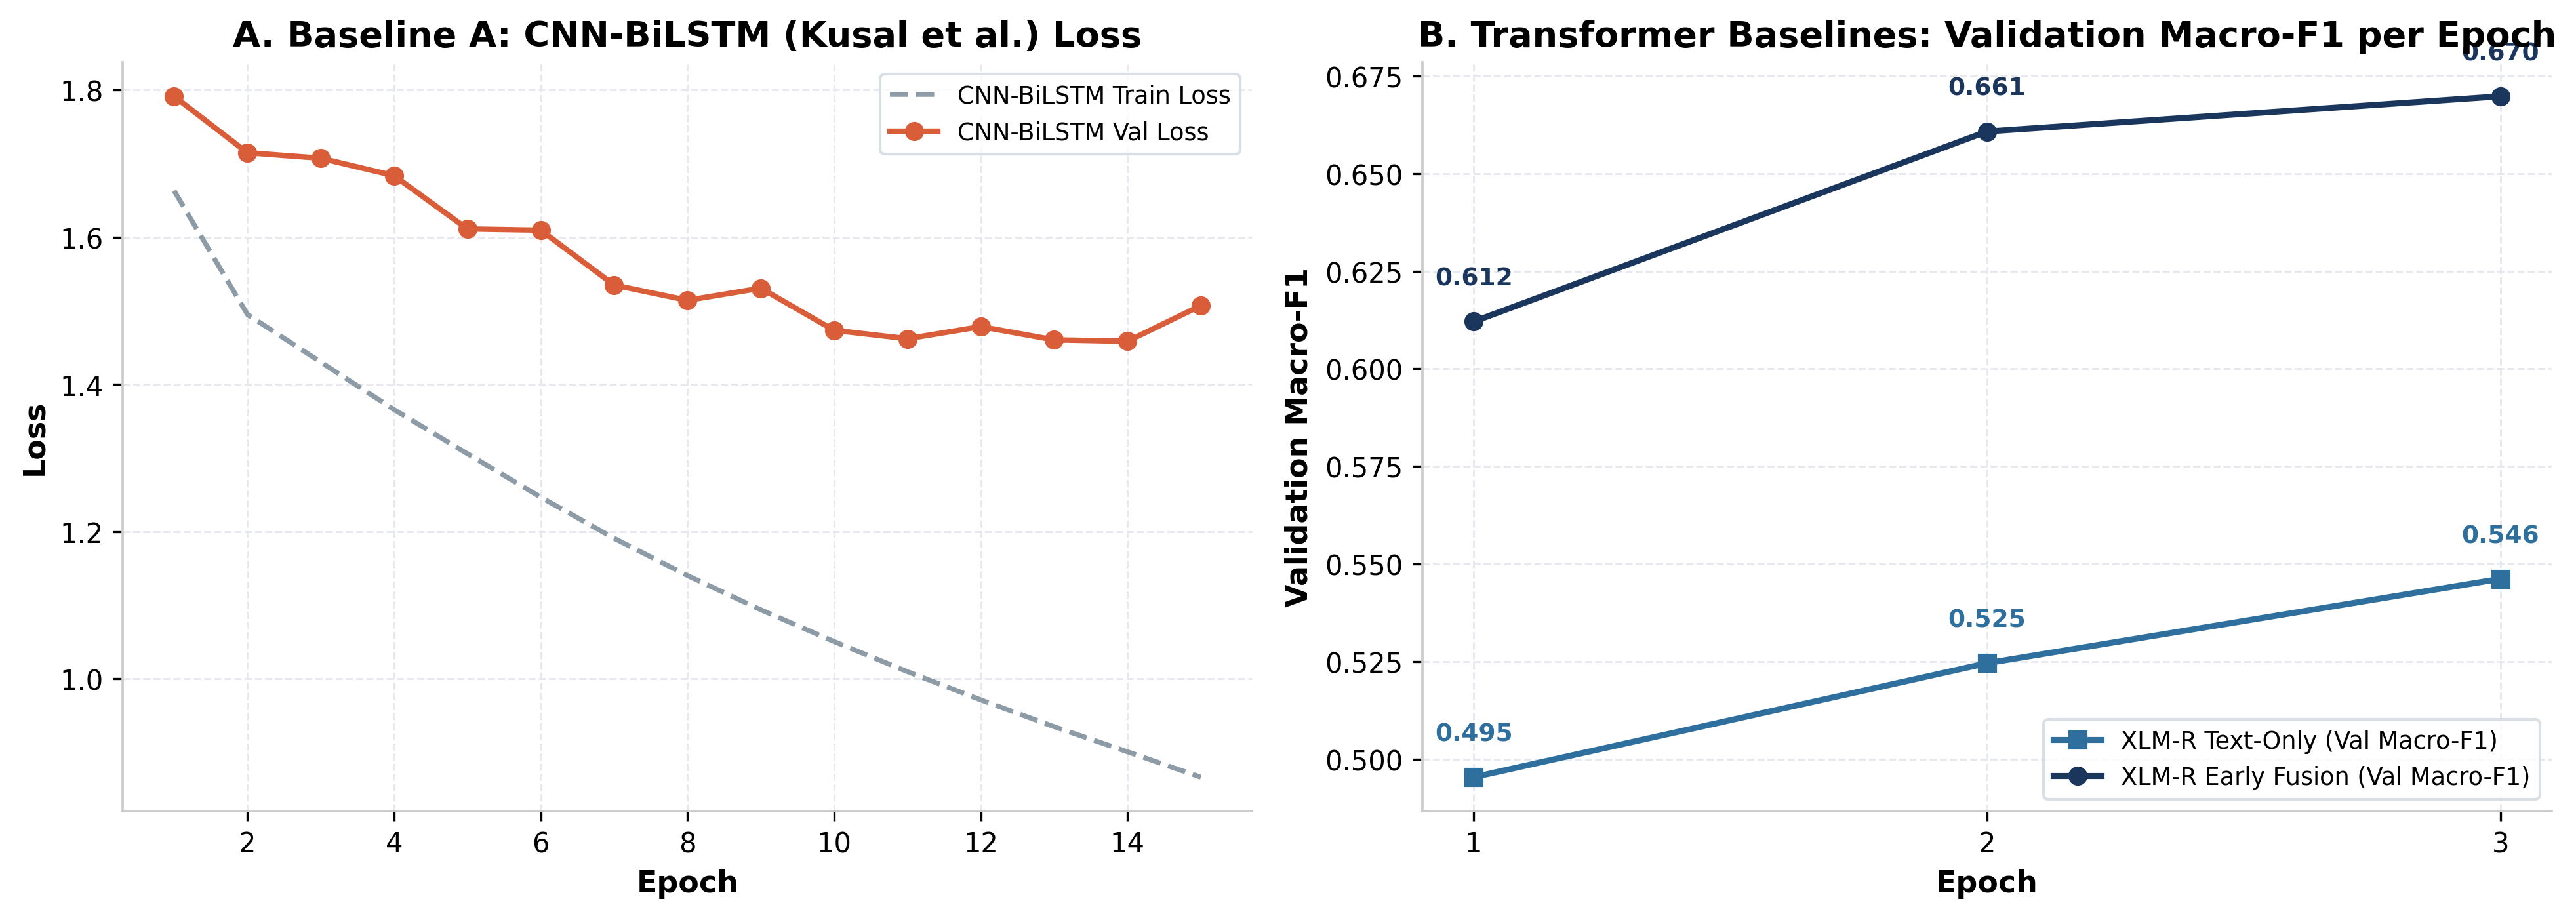 A. Baseline A: CNN-BiLSTM (Kusal et al.) Loss
CNN-BiLSTM Train Loss
CNN-BiLSTM Val Loss
Loss
1.8
1.6
1.4
1.2
1.0
2 4 6 8 10 12 14
Epoch
B. Transformer Baselines: Validation Macro-F1 per Epoch
Validation Macro-F1
0.675
0.650
0.625
0.600
0.575
0.550
0.525
0.500
0.612
0.661
0.670
0.495
0.525
0.546
XLM-R Text-Only (Val Macro-F1)
XLM-R Early Fusion (Val Macro-F1)
1 2 3
Epoch